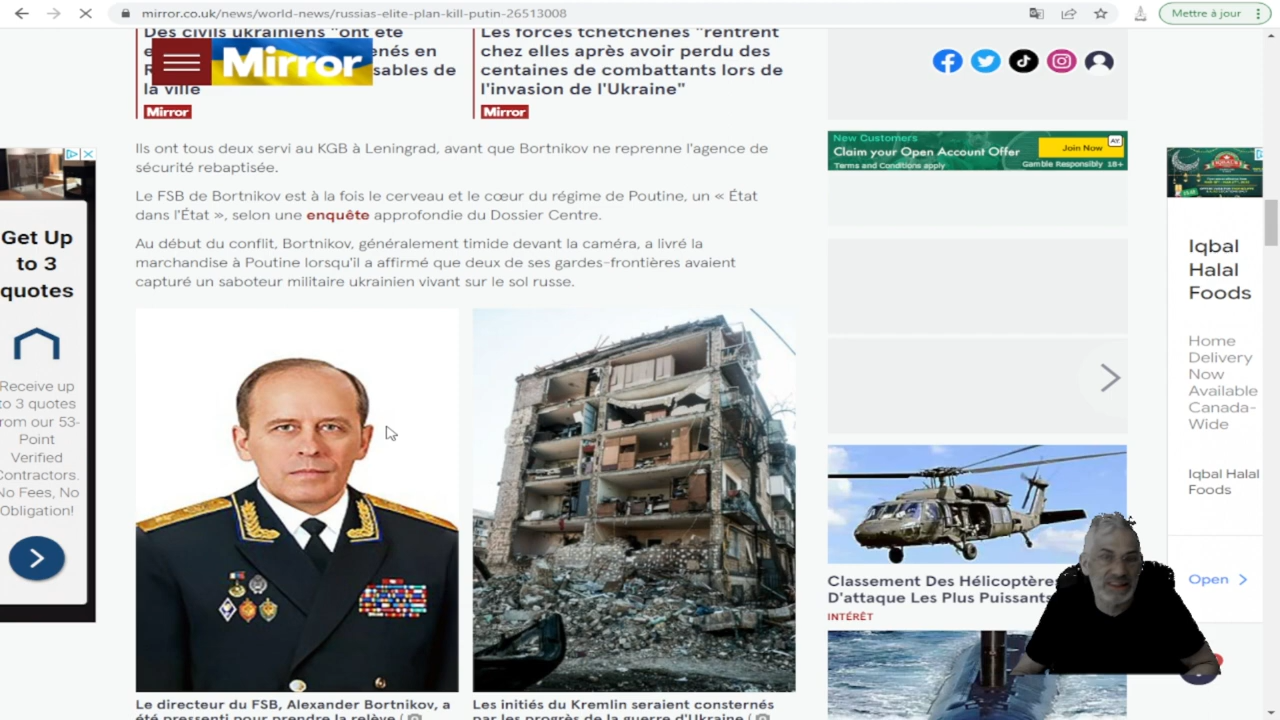 mirror.co.uk/news/world-news/russias-elite-plan-kill-putin-26513008
Mettre à jour
Des civils ukrainiens "ont été
enés en
sables de
la ville
Mirror
Mirror
Les forces tchétchènes "rentrent
chez elles après avoir perdu des
centaines de combattants lors de
l'invasion de l'Ukraine"
Mirror
Ils ont tous deux servi au KGB à Leningrad, avant que Bortnikov ne reprenne l'agence de
sécurité rebaptisée.
Le FSB de Bortnikov est à la fois le cerveau et le cœur du régime de Poutine, un « État
dans l'État », selon une enquête approfondie du Dossier Centre.
Au début du conflit, Bortnikov, généralement timide devant la caméra, a livré la
marchandise à Poutine lorsqu'il a affirmé que deux de ses gardes-frontières avaient
capturé un saboteur militaire ukrainien vivant sur le sol russe.
Le directeur du FSB, Alexander Bortnikov, a
été pressenti pour prendre la relève (
Les initiés du Kremlin seraient consternés
par les progrès de la guerre d'Ukraine (
New Customers
Claim your Open Account Offer
Terms and Conditions apply
Join Now
AY.
Gamble Responsibly 18+
Classement Des Hélicoptère
D'attaque Les Plus Puissants
INTÉRÊT
Get Up
to 3
quotes
Receive up
to 3 quotes
rom our 53-
Point
Verified
Contractors.
No Fees, No
Obligation!
Iqbal
Halal
Foods
Home
Delivery
Now
Available
Canada-
Wide
Iqbal Halal
Foods
Open